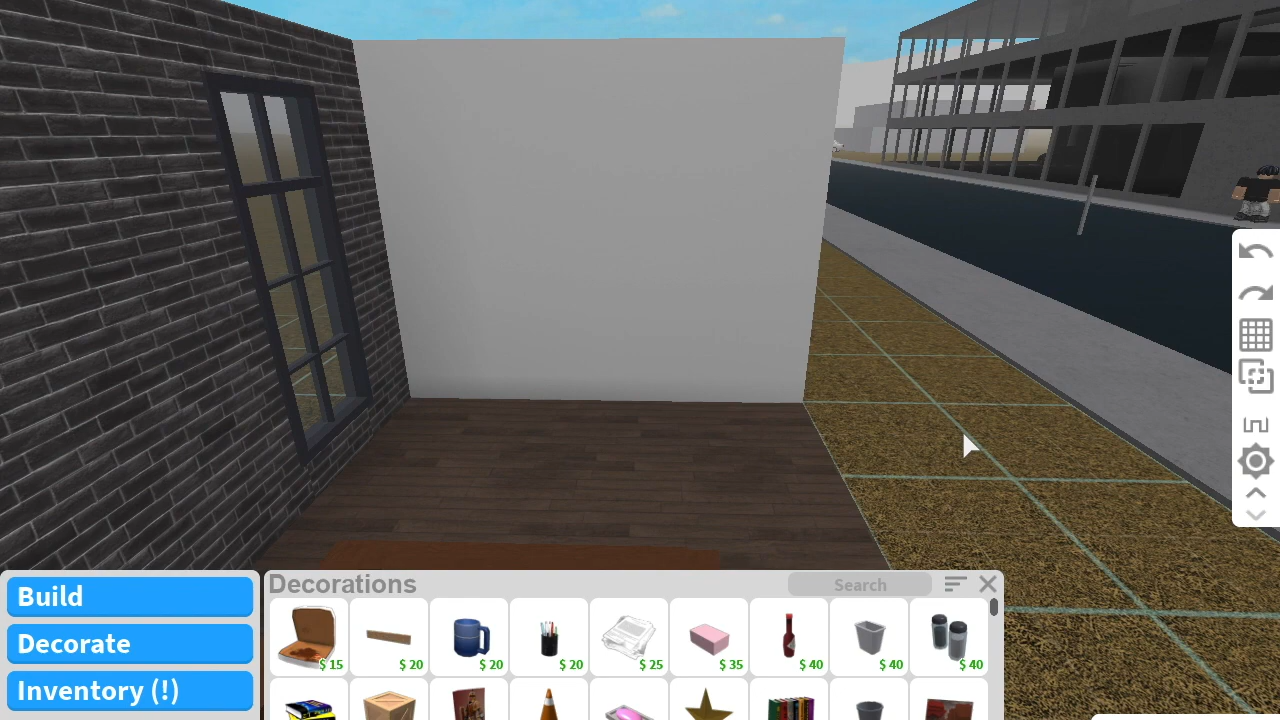 Build
Decorate
Inventory (!)
Decorations
Search
$ 15
$ 20
$ 20
$ 20
$ 25
$ 35
$ 40
$ 40
$ 40